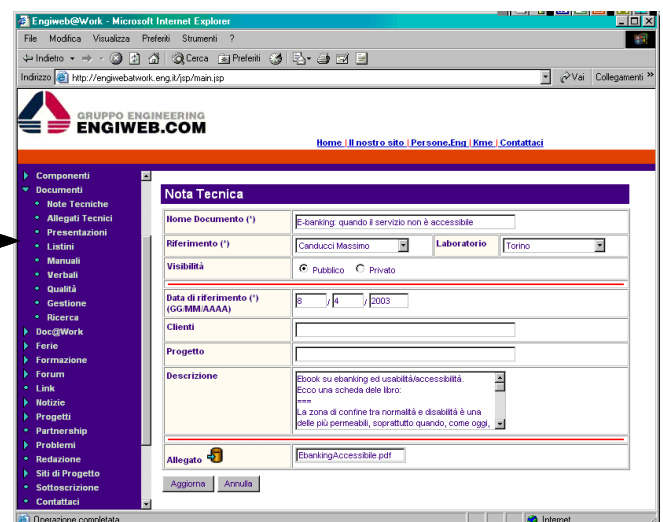 Engiweb@Work - Microsoft Internet Explorer
File Modifica Visualizza Preferiti Strumenti ?
Indietro Cerca Preferiti
Indirizzo http://engiwebatwork.eng.it/jsp/main.jsp Vai Collegamenti »
GRUPPO ENGINEERING
ENGIWEB.COM
Home | Il nostro sito | Persone.Eng | Kme | Contattaci
Componenti
Documenti
Note Tecniche
Allegati Tecnici
Presentazioni
Listini
Manuali
Verbali
Qualità
Gestione
Ricerca
Doc@Work
Ferie
Formazione
Forum
Link
Notizie
Progetti
Partnership
Problemi
Redazione
Siti di Progetto
Sottoscrizione
Contattaci
Nota Tecnica
Nome Documento (*) E-banking: quando il servizio non è accessibile
Riferimento (*) Canducci Massimo Laboratorio Torino
Visibilità Pubblico Privato
Data di riferimento (*) 8 / 4 / 2003
(GG/MM/AAAA)
Clienti
Progetto
Descrizione Ebook su ebanking ed usabilità/accessibilità.
Ecco una scheda dele libro:
===
La zona di confine tra normalità e disabilità è una
delle più permeabili, soprattutto quando, come oggi,
Allegato EbankingAccessibile.pdf
Aggiorna Annulla
Operazione completata Internet